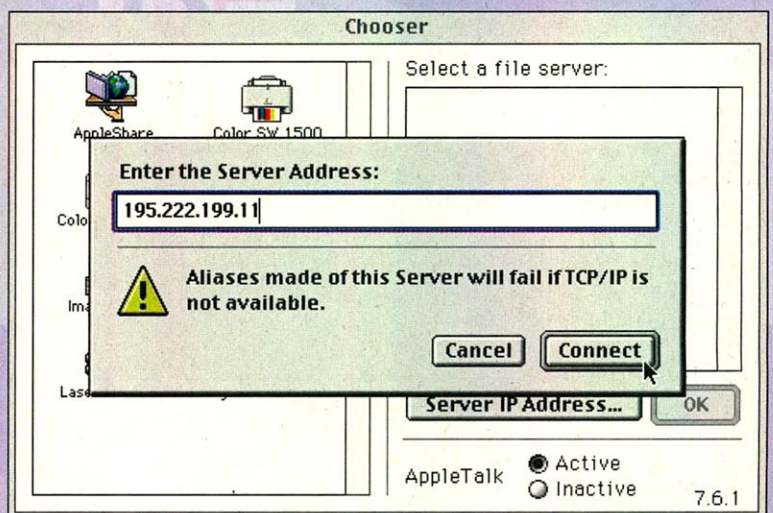 Chooser
Select a file server:
AppleShare
Color SW 1500
Enter the Server Address:
195.222.199.11
Aliases made of this Server will fail if TCP/IP is
not available.
Cancel
Connect
Server IP Address...
OK
AppleTalk
Active
Inactive
7.6.1